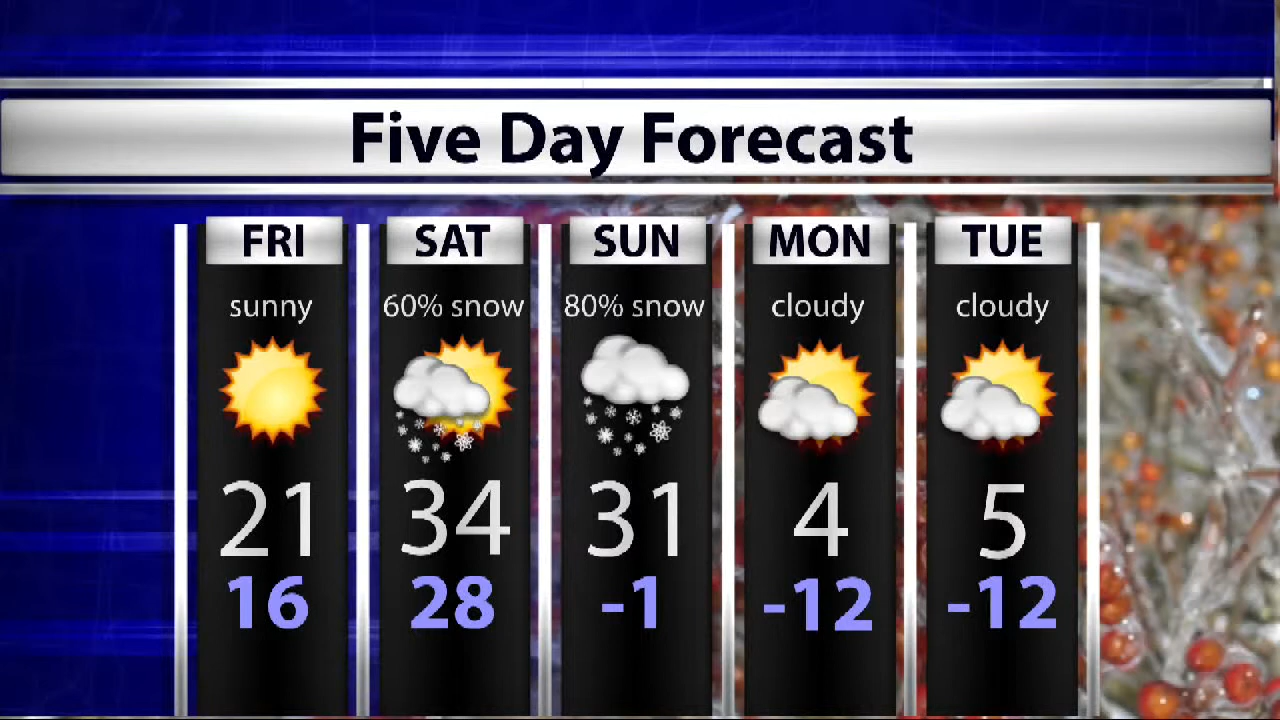 Five Day Forecast
FRI SAT SUN MON TUE
sunny 60% snow 80% snow cloudy cloudy
21 34 31 4 5
16 28 -1 -12 -12